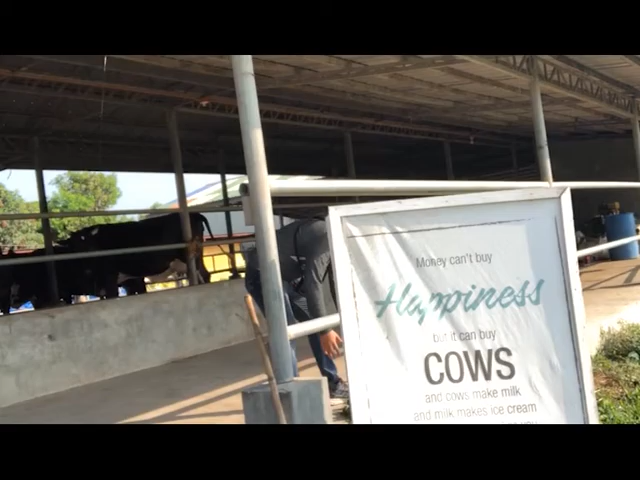 Money can't buy
Happiness
but it can buy
COWS
and cows make milk
and milk makes ice cream